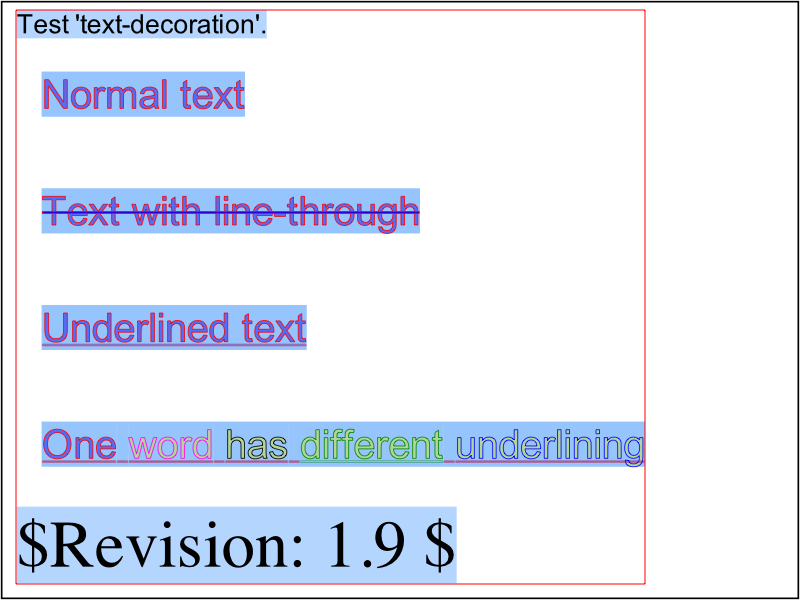 Test 'text-decoration'.
Normal text
Text with line-through
Underlined text
One word has different underlining
$Revision: 1.9 $